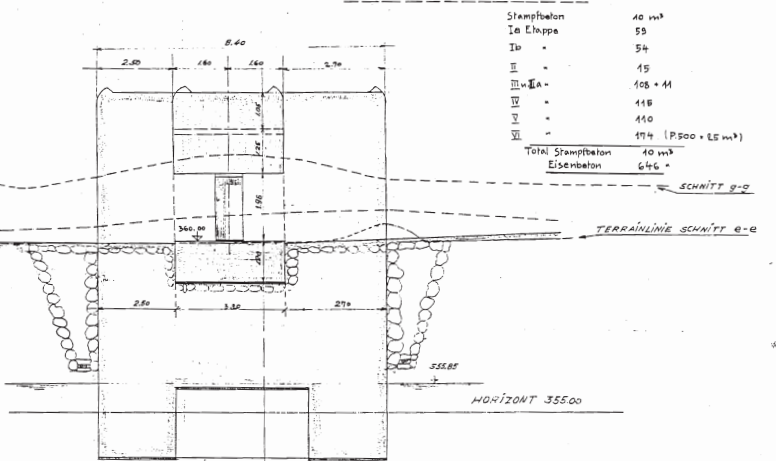 Stampfbeton 10 m³
Ia Etappe 59
Ib " 54
II " 15
III u. IIa " 108 + 11
IV " 115
V " 110
VI " 174 (P.500 + 25 m³)
Total Stampfbeton 10 m³
Eisenbeton 646 "
8.40
2.50 1.60 1.60 2.70
1.05
1.25
1.96
SCHNITT g-g
360.00
TERRAINLINIE SCHNITT e-e
2.50 3.20 2.70
355.85
HORIZONT 355.00